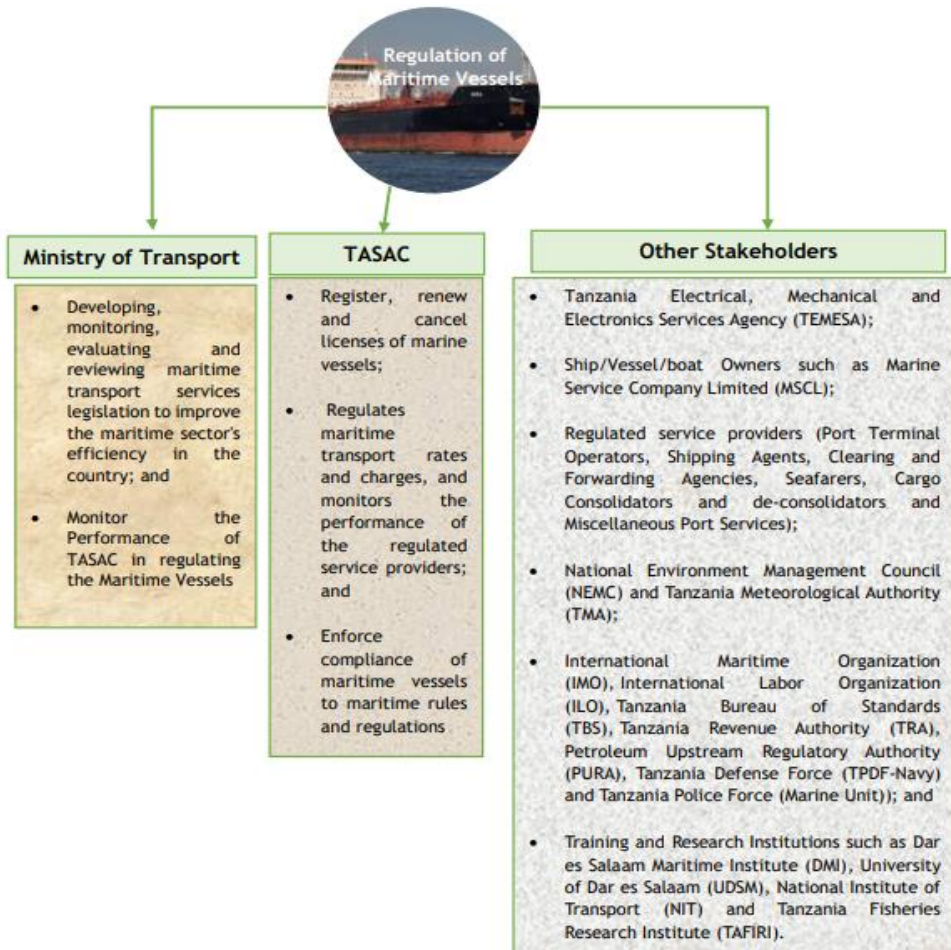 Regulation of
Maritime Vessels
Ministry of Transport
• Developing,
monitoring,
evaluating and
reviewing maritime
transport services
legislation to improve
the maritime sector's
efficiency in the
country; and
• Monitor the
Performance of
TASAC in regulating
the Maritime Vessels
TASAC
• Register, renew
and cancel
licenses of marine
vessels;
• Regulates
maritime
transport rates
and charges, and
monitors the
performance of
the regulated
service providers;
and
• Enforce
compliance of
maritime vessels
to maritime rules
and regulations
Other Stakeholders
• Tanzania Electrical, Mechanical and
Electronics Services Agency (TEMESA);
• Ship/Vessel/boat Owners such as Marine
Service Company Limited (MSCL);
• Regulated service providers (Port Terminal
Operators, Shipping Agents, Clearing and
Forwarding Agencies, Seafarers, Cargo
Consolidators and de-consolidators and
Miscellaneous Port Services);
• National Environment Management Council
(NEMC) and Tanzania Meteorological Authority
(TMA);
• International Maritime Organization
(IMO), International Labor Organization
(ILO), Tanzania Bureau of Standards
(TBS), Tanzania Revenue Authority (TRA),
Petroleum Upstream Regulatory Authority
(PURA), Tanzania Defense Force (TPDF-Navy)
and Tanzania Police Force (Marine Unit)); and
• Training and Research Institutions such as Dar
es Salaam Maritime Institute (DMI), University
of Dar es Salaam (UDSM), National Institute of
Transport (NIT) and Tanzania Fisheries
Research Institute (TAFIRI).